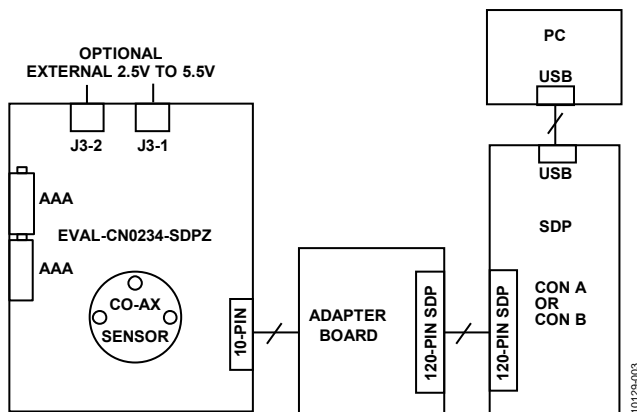 OPTIONAL
EXTERNAL 2.5V TO 5.5V
J3-2
J3-1
AAA
EVAL-CN0234-SDPZ
AAA
CO-AX
SENSOR
10-PIN
ADAPTER
BOARD
120-PIN SDP
120-PIN SDP
PC
USB
USB
SDP
CON A
OR
CON B
10129-003